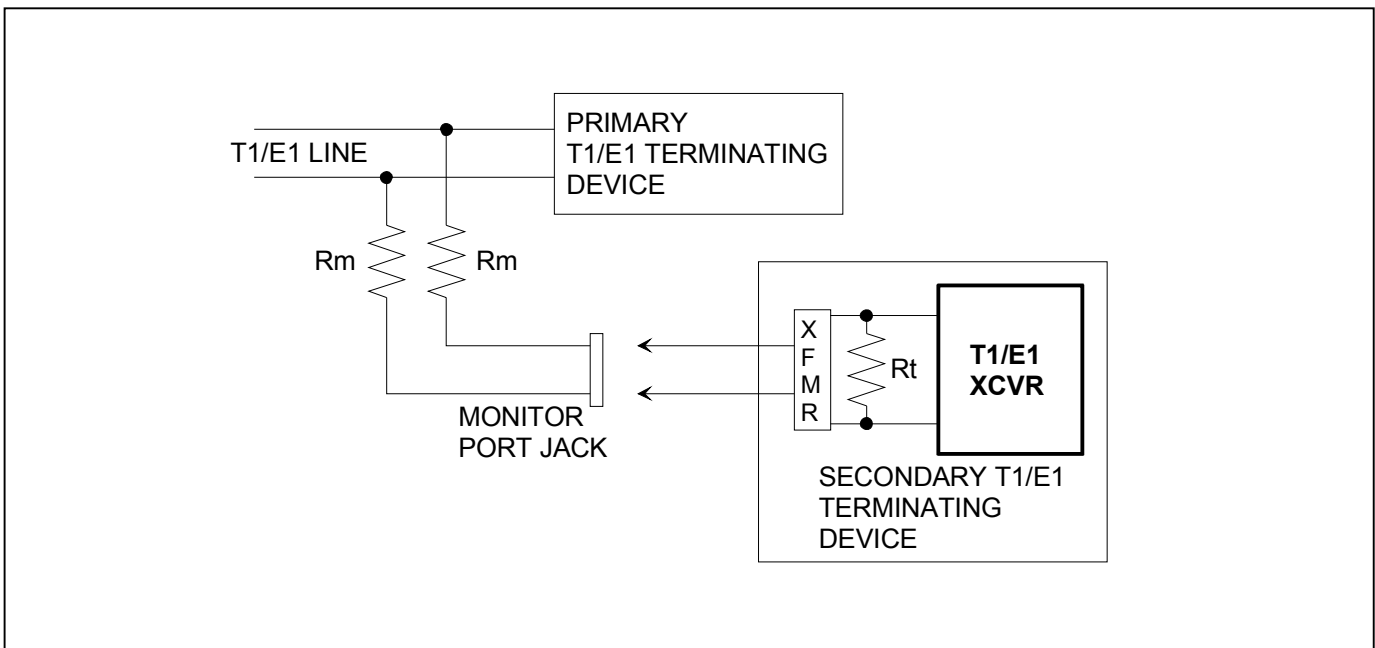 PRIMARY
T1/E1 TERMINATING
DEVICE
T1/E1 LINE
Rm
Rm
MONITOR
PORT JACK
X
F
M
R
Rt
T1/E1
XCVR
SECONDARY T1/E1
TERMINATING
DEVICE